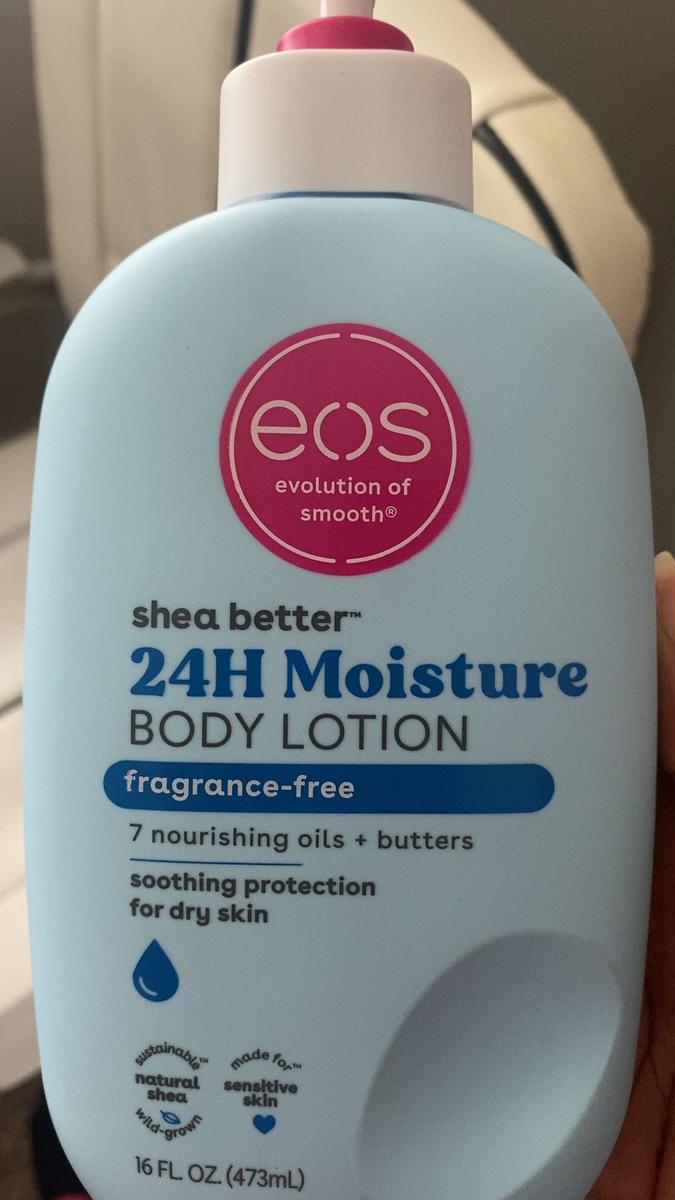 eos
evolution of
smooth®
shea better™
24H Moisture
BODY LOTION
fragrance-free
7 nourishing oils + butters
soothing protection
for dry skin
sustainable™
natural
shea
wild-grown
made for™
sensitive
skin
16 FL. OZ. (473mL)